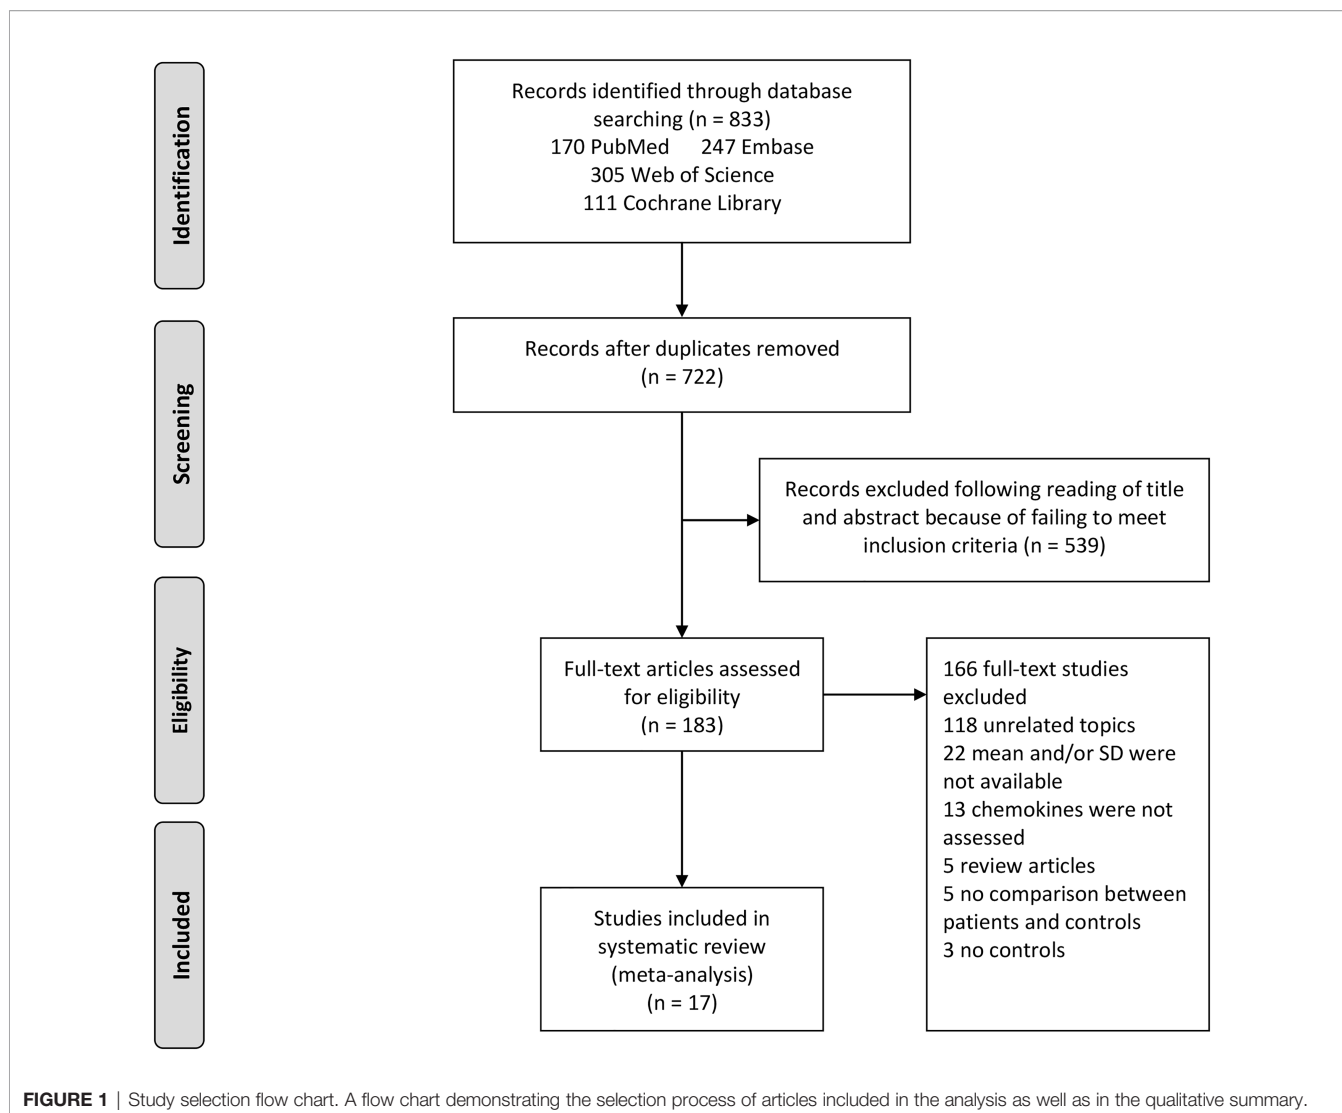 Identification
Records identified through database
searching (n = 833)
170 PubMed 247 Embase
305 Web of Science
111 Cochrane Library
Screening
Records after duplicates removed
(n = 722)
Records excluded following reading of title
and abstract because of failing to meet
inclusion criteria (n = 539)
Eligibility
Full-text articles assessed
for eligibility
(n = 183)
166 full-text studies
excluded
118 unrelated topics
22 mean and/or SD were
not available
13 chemokines were not
assessed
5 review articles
5 no comparison between
patients and controls
3 no controls
Included
Studies included in
systematic review
(meta-analysis)
(n = 17)
FIGURE 1 | Study selection flow chart. A flow chart demonstrating the selection process of articles included in the analysis as well as in the qualitative summary.